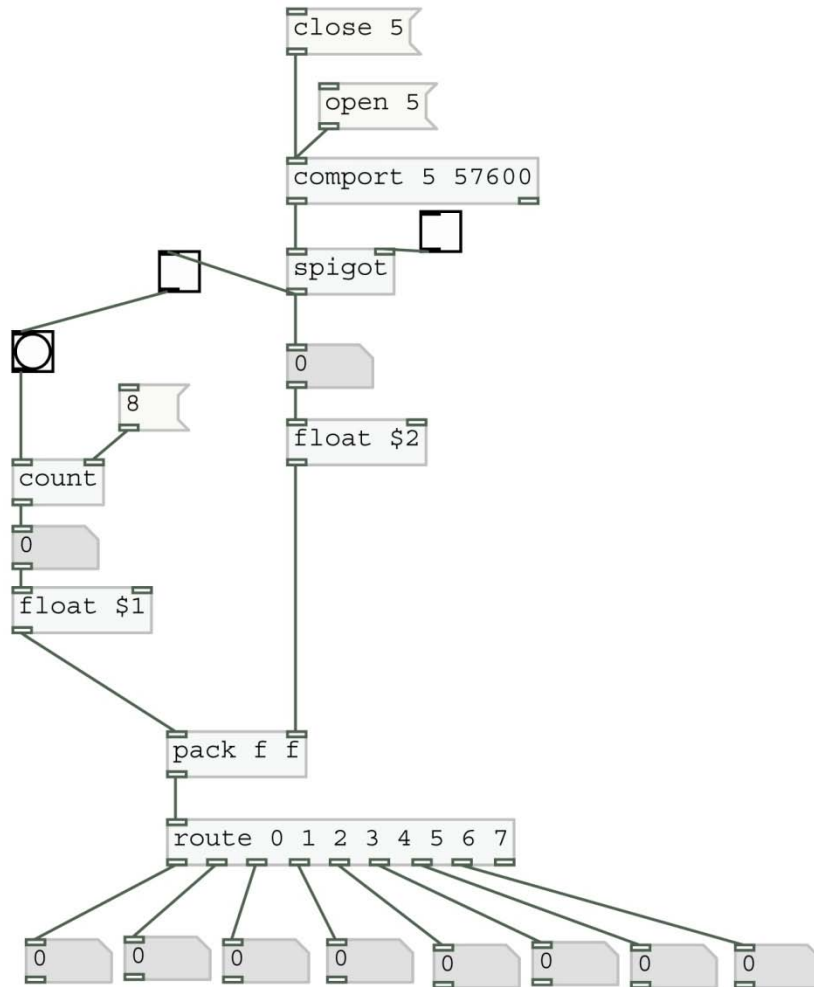 close 5
open 5
comport 5 57600
spigot
0
8
float $2
count
0
float $1
pack f f
route 0 1 2 3 4 5 6 7
0 0 0 0 0 0 0 0